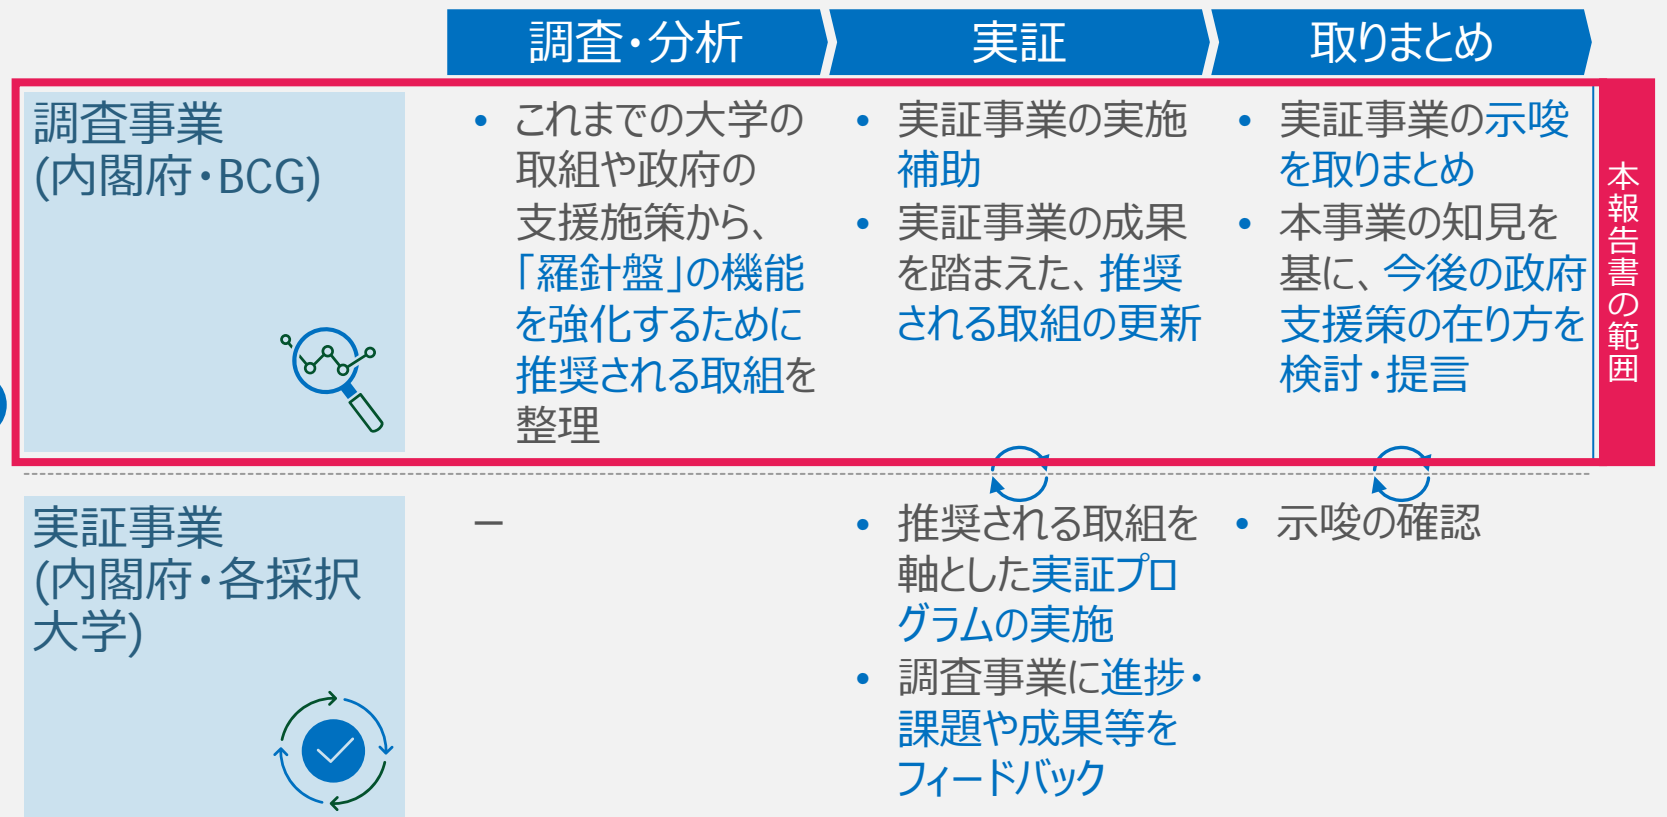 調査・分析
実証
取りまとめ
調査事業
(内閣府・BCG)
• これまでの大学の
取組や政府の
支援施策から、
「羅針盤」の機能
を強化するために
推奨される取組を
整理
• 実証事業の実施
補助
• 実証事業の成果
を踏まえた、推奨
される取組の更新
• 実証事業の示唆
を取りまとめ
• 本事業の知見を
基に、今後の政府
支援策の在り方を
検討・提言
本報告書の範囲
実証事業
(内閣府・各採択
大学)
ー
• 推奨される取組を
軸とした実証プロ
グラムの実施
• 調査事業に進捗・
課題や成果等を
フィードバック
• 示唆の確認